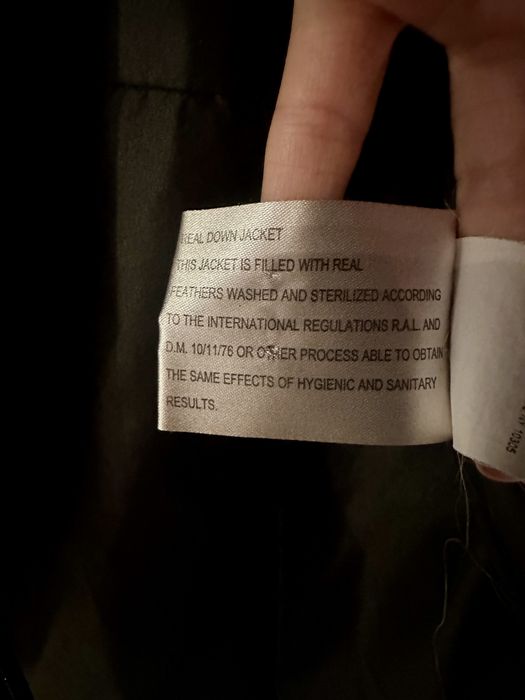 REAL DOWN JACKET
THIS JACKET IS FILLED WITH REAL
FEATHERS WASHED AND STERILIZED ACCORDING
TO THE INTERNATIONAL REGULATIONS R.A.L. AND
D.M. 10/11/76 OR OTHER PROCESS ABLE TO OBTAIN
THE SAME EFFECTS OF HYGIENIC AND SANITARY
RESULTS.
10305